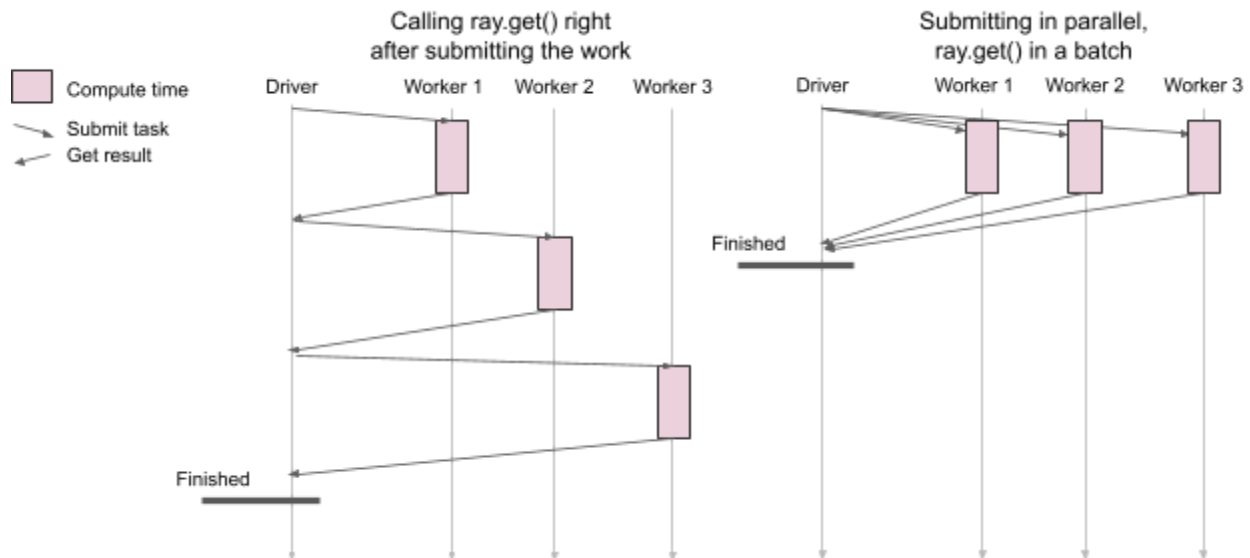 Calling ray.get() right
after submitting the work
Submitting in parallel,
ray.get() in a batch
Compute time
Submit task
Get result
Driver
Worker 1
Worker 2
Worker 3
Finished
Driver
Worker 1
Worker 2
Worker 3
Finished